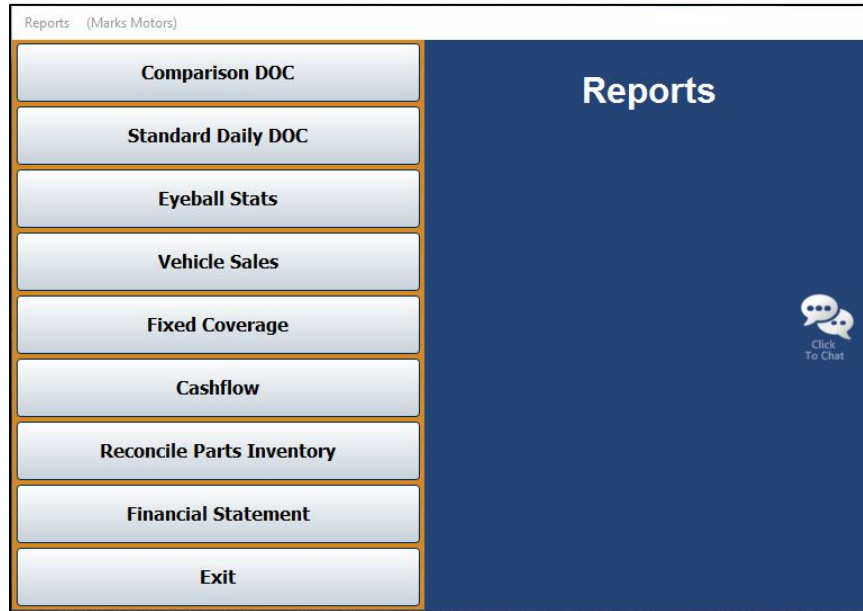 Reports (Marks Motors)
Comparison DOC
Standard Daily DOC
Eyeball Stats
Vehicle Sales
Fixed Coverage
Cashflow
Reconcile Parts Inventory
Financial Statement
Exit
Reports
Click
To Chat